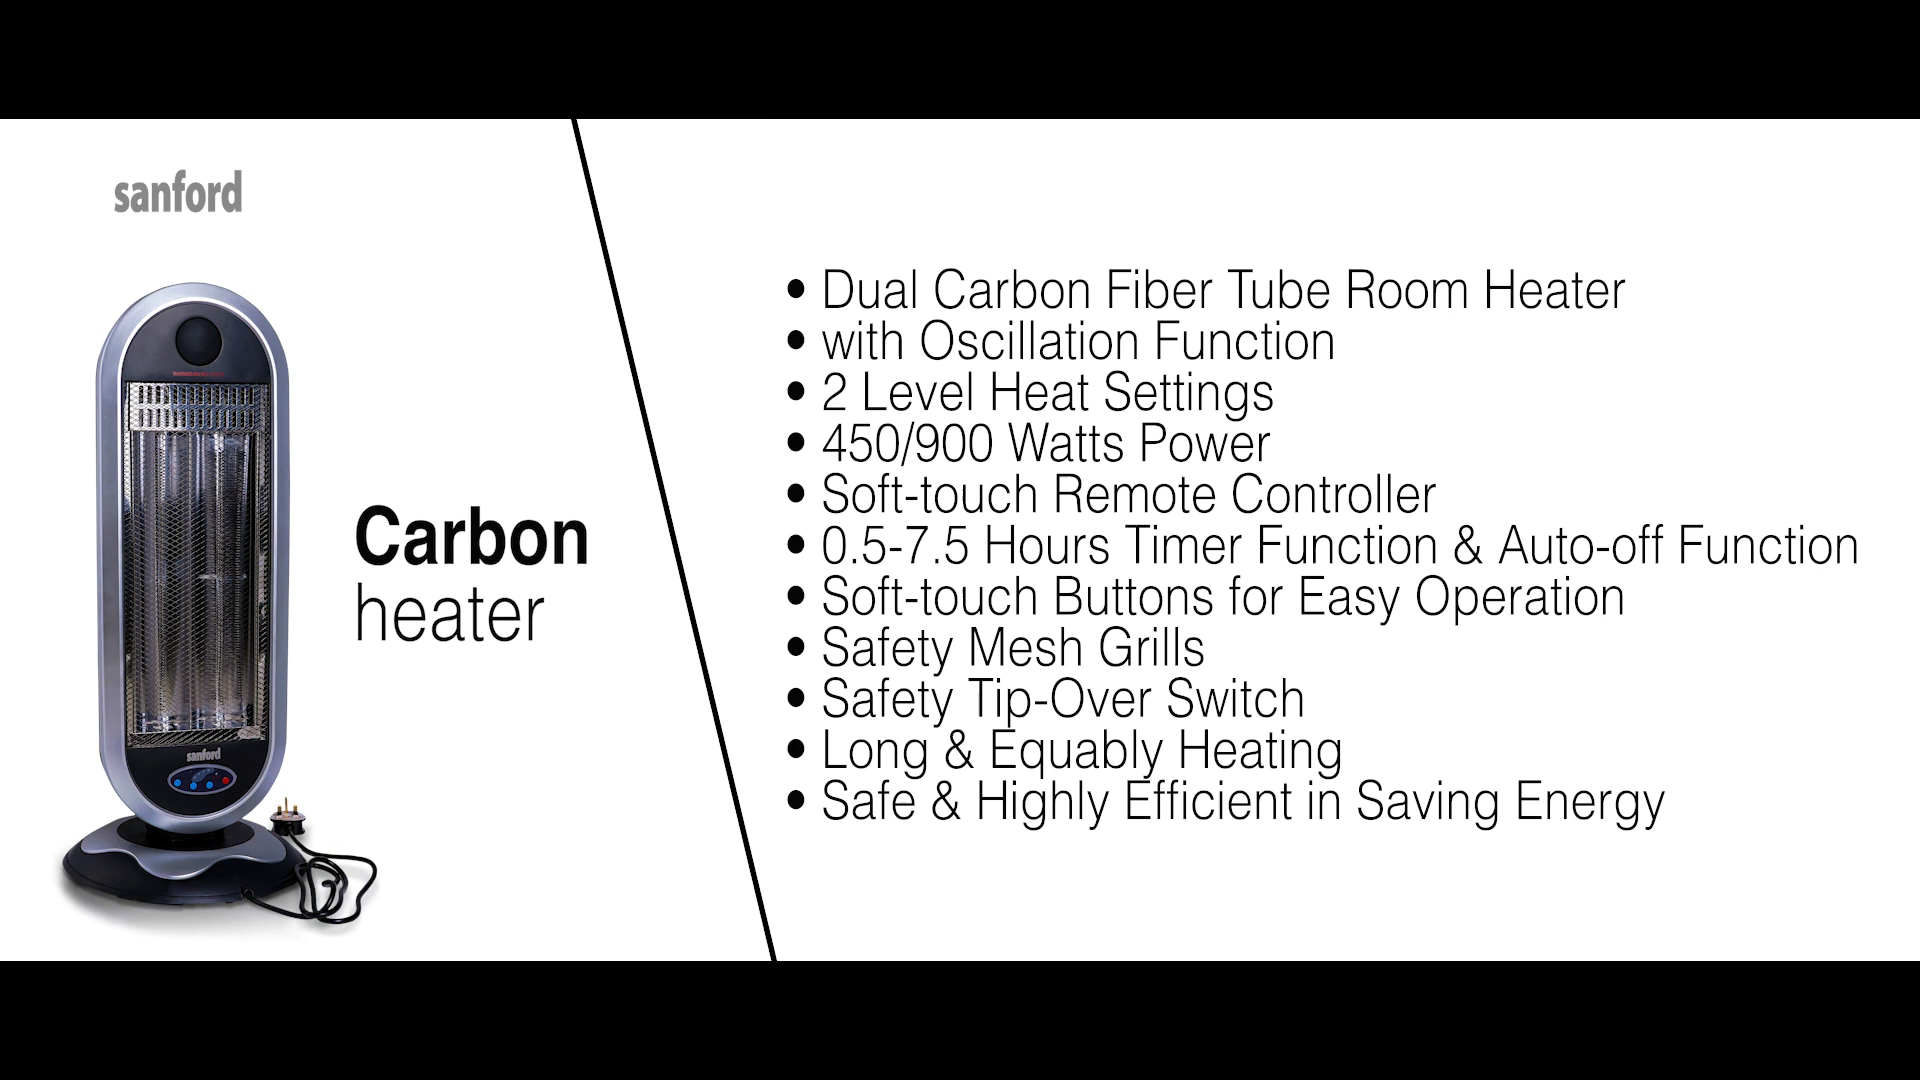 sanford
Carbon
heater
sanford
• Dual Carbon Fiber Tube Room Heater
• with Oscillation Function
• 2 Level Heat Settings
• 450/900 Watts Power
• Soft-touch Remote Controller
• 0.5-7.5 Hours Timer Function & Auto-off Function
• Soft-touch Buttons for Easy Operation
• Safety Mesh Grills
• Safety Tip-Over Switch
• Long & Equably Heating
• Safe & Highly Efficient in Saving Energy